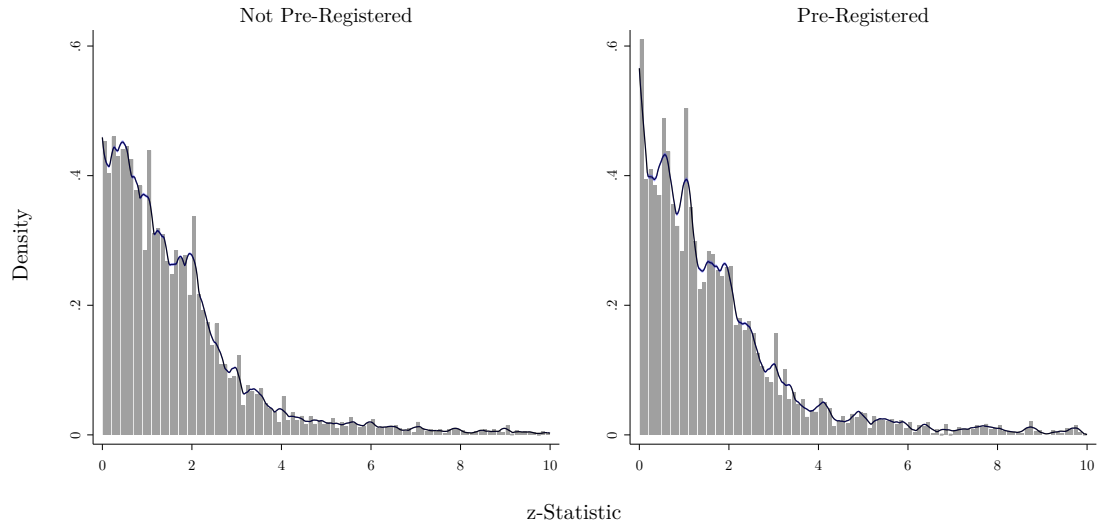 Not Pre-Registered
Pre-Registered
Density
.6
.4
.2
0
0 2 4 6 8 10
.6
.4
.2
0
0 2 4 6 8 10
z-Statistic